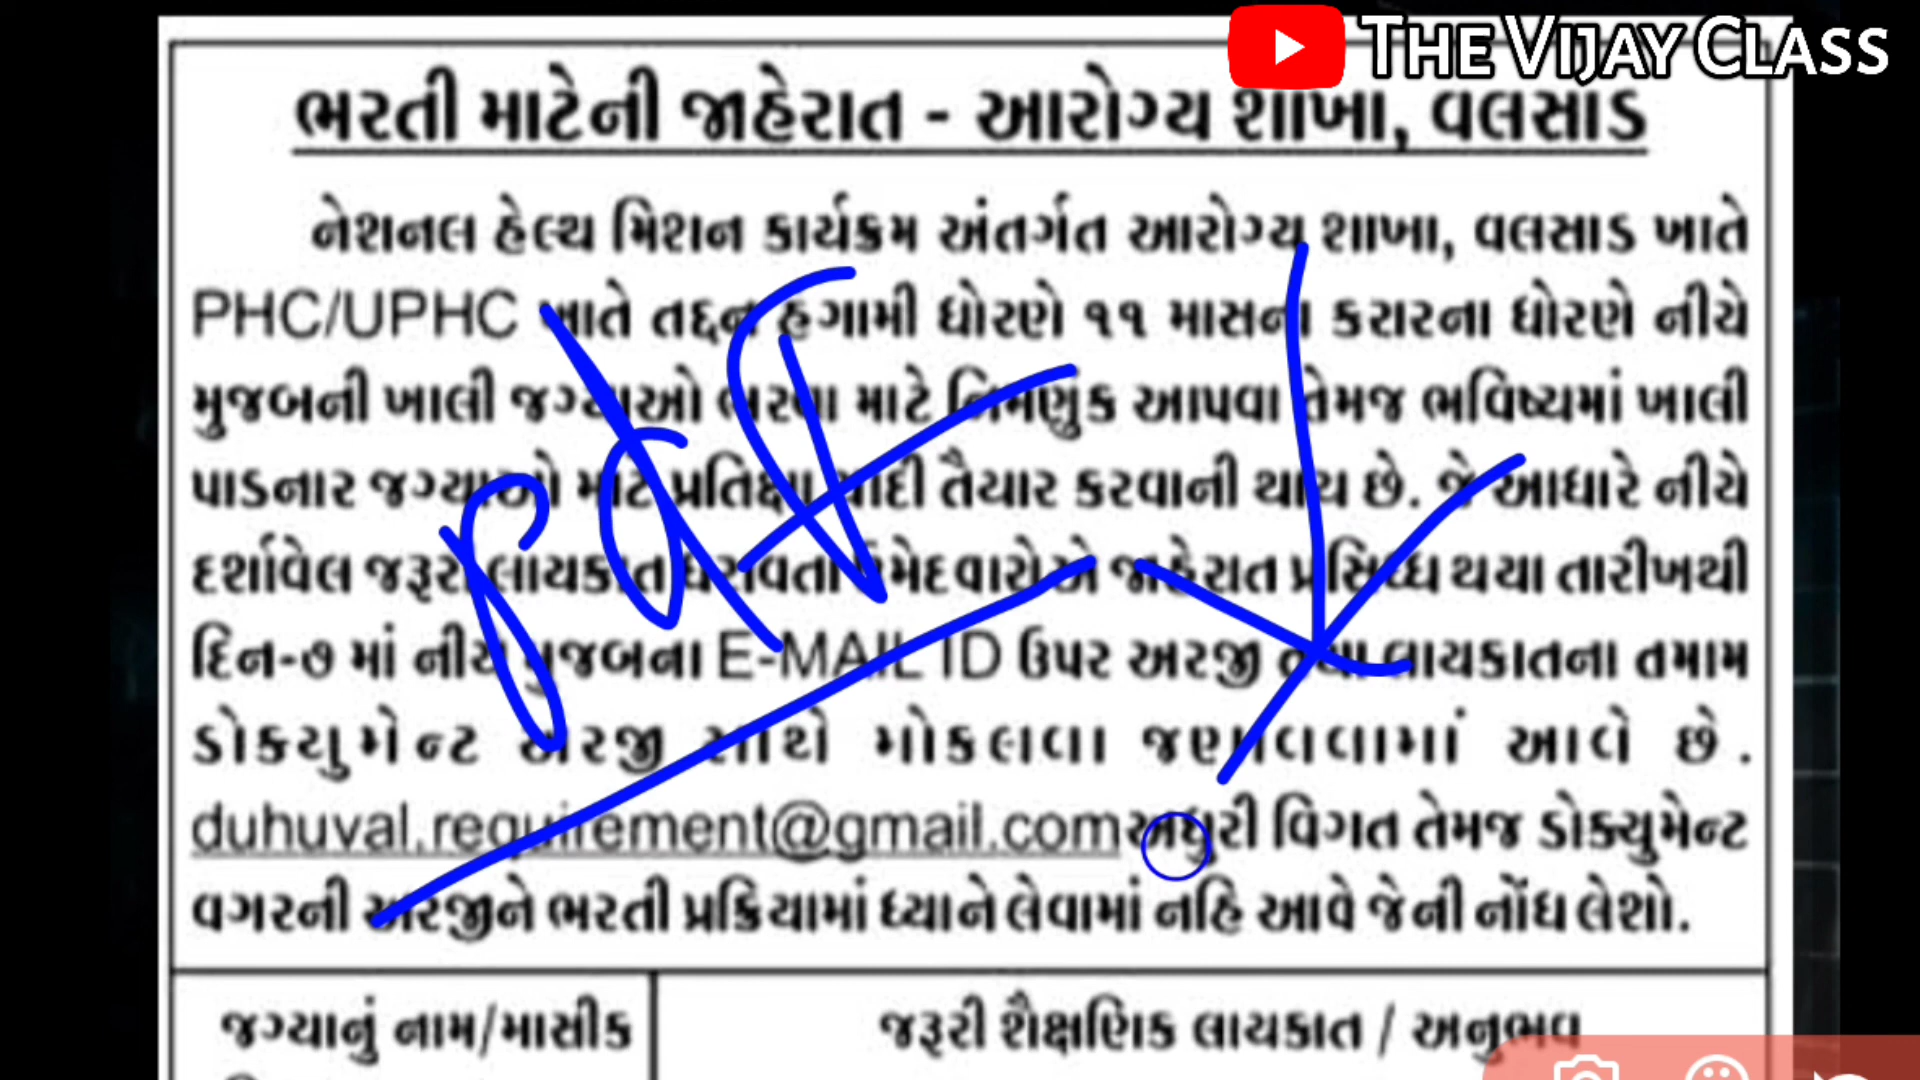 THE VIJAY CLASS
ભરતી માટેની જાહેરાત - આરોગ્ય શાખા, વલસાડ
નેશનલ હેલ્થ મિશન કાર્યક્રમ અંતર્ગત આરોગ્ય શાખા, વલસાડ ખાતે
PHC/UPHC ખાતે તદ્દન હંગામી ધોરણે ૧૧ માસના કરારના ધોરણે નીચે
મુજબની ખાલી જગ્યાઓ ભરવા માટે નિમણુંક આપવા તેમજ ભવિષ્યમાં ખાલી
પાડનાર જગ્યાઓ માટે પ્રતિક્ષા યાદી તૈયાર કરવાની થાય છે. જે આધારે નીચે
દર્શાવેલ જરૂરી લાયકાત ધરાવતા ઉમેદવારોએ જાહેરાત પ્રસિધ્ધ થયા તારીખથી
દિન-૭ માં નીચે મુજબના E-MAIL ID ઉપર અરજી તથા લાયકાતના તમામ
ડોક્યુમેન્ટ અરજી સાથે મોકલવા જણાવવામાં આવે છે.
duhuval.requirement@gmail.com અધુરી વિગત તેમજ ડોક્યુમેન્ટ
વગરની અરજીને ભરતી પ્રક્રિયામાં ધ્યાને લેવામાં નહિ આવે જેની નોંધ લેશો.
pdf
જગ્યાનું નામ/માસીક
જરૂરી શૈક્ષણિક લાયકાત / અનુભવ